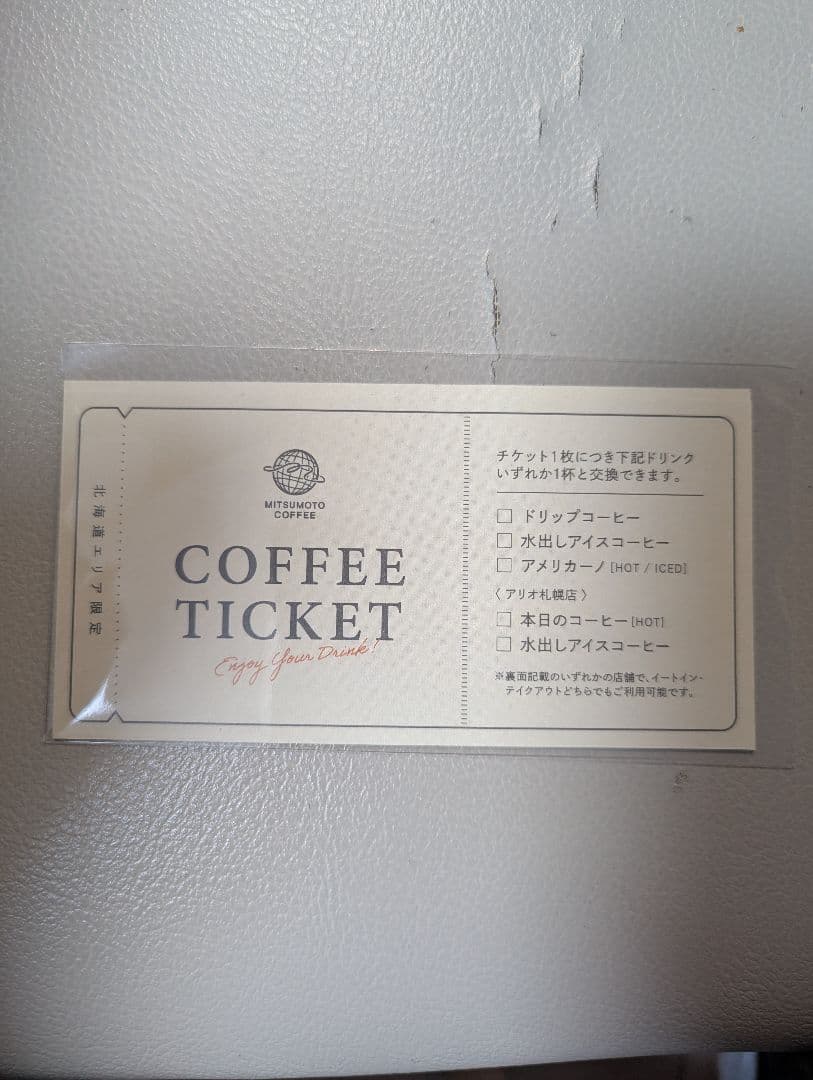 北海道エリア限定
MITSUMOTO
COFFEE
COFFEE
TICKET
Enjoy Your Drink!
チケット1枚につき下記ドリンク
いずれか1杯と交換できます。
□ ドリップコーヒー
□ 水出しアイスコーヒー
□ アメリカーノ [HOT / ICED]
〈 アリオ札幌店 〉
□ 本日のコーヒー [HOT]
□ 水出しアイスコーヒー
※裏面記載のいずれかの店舗で、イートイン・
テイクアウトどちらでもご利用可能です。